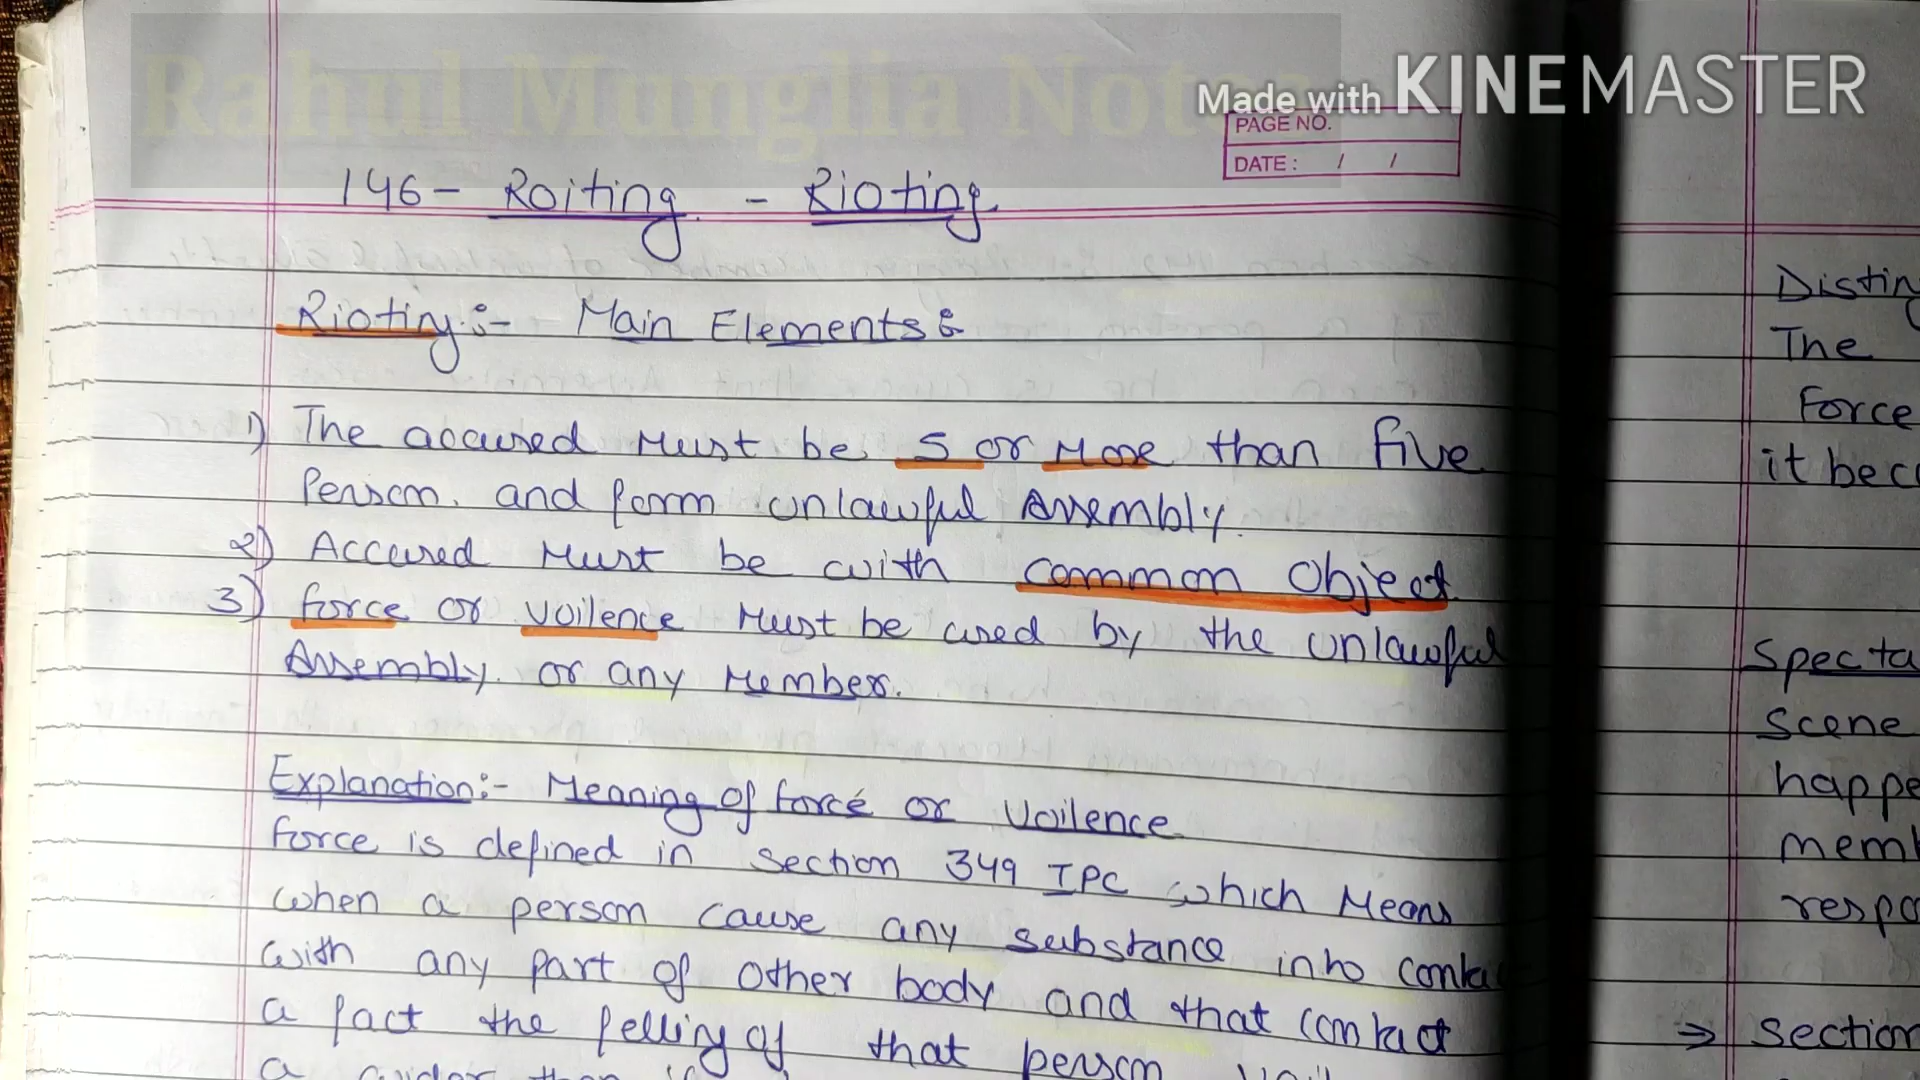 Rahul Munglia Notes
Made with KINEMASTER
PAGE NO.
DATE: / /
146- Roiting - Rioting
Rioting:- Main Elements:
1) The accused Must be 5 or More than Five
Person. and form unlawful Assembly.
2) Accused Must be with common Object
3) force or Voilence Must be used by the unlawful
Assembly. or any Member.
Explanation:- Meaning of force or Voilence
force is defined in section 349 IPC which Means
when a person cause any substance into conta
with any part of other body and that contact
a fact the felling of that person
a
Distin
The
Force
it beco
Specta
Scene
happe
mem
respo
⇒ section